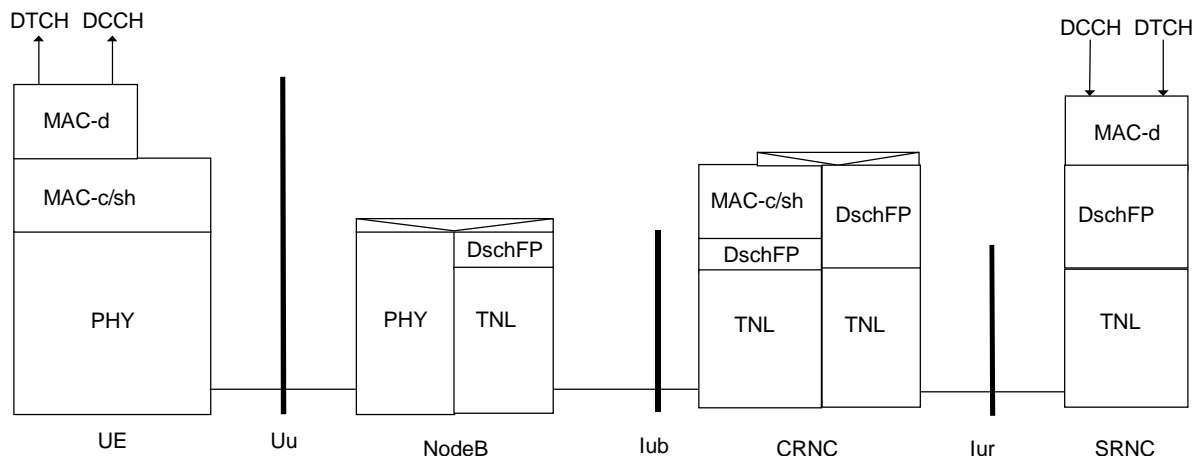 DTCH DCCH
DCCH DTCH
MAC-d
MAC-d
MAC-c/sh
MAC-c/sh
DschFP
DschFP
DschFP
DschFP
PHY
PHY
TNL
TNL
TNL
TNL
UE
Uu
NodeB
Iub
CRNC
Iur
SRNC